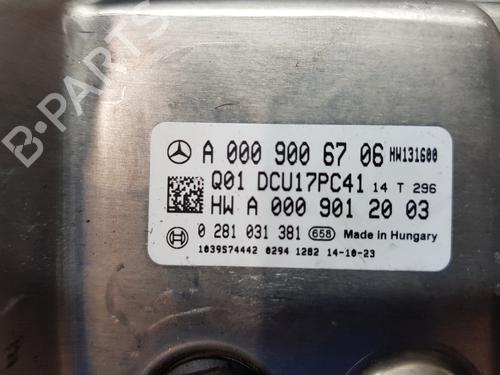 B-PARTS
A 000 900 67 06 HW131600
Q01 DCU17PC41 14 T 296
HW A 000 901 20 03
0 281 031 381 658 Made in Hungary
1039S74442 0294 1282 14-10-23